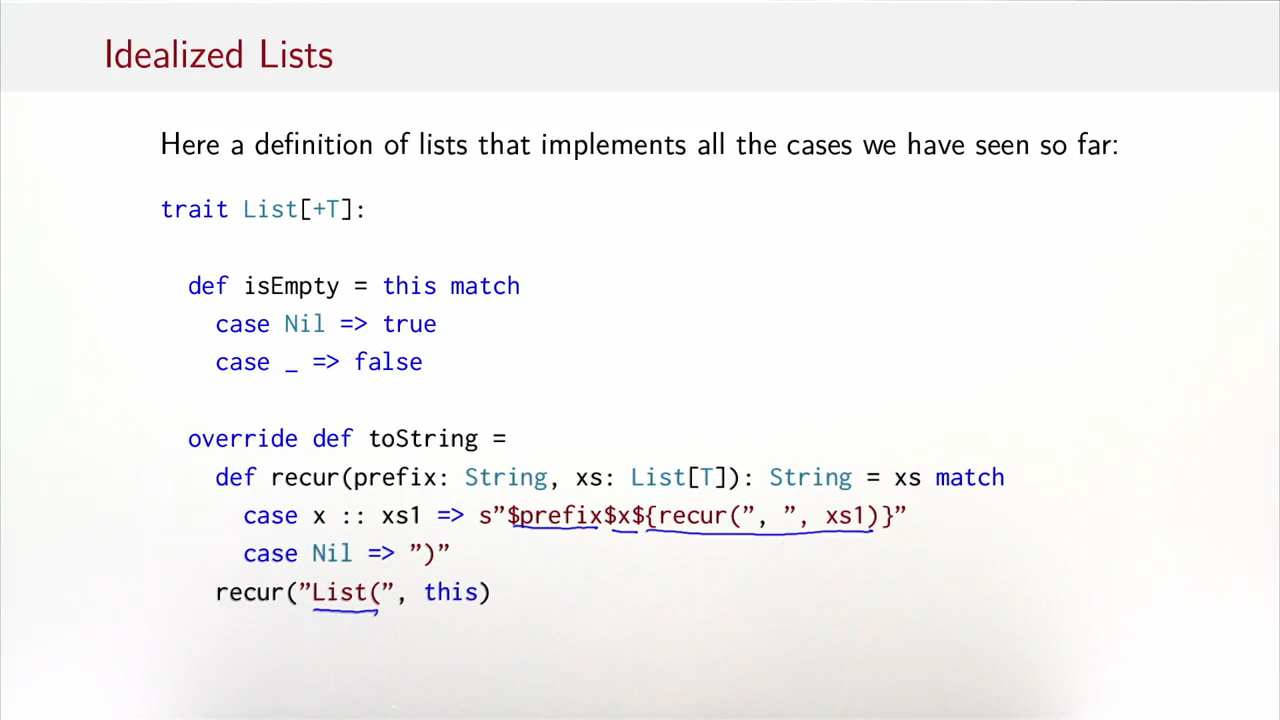 Idealized Lists
Here a definition of lists that implements all the cases we have seen so far:
trait List[+T]:
def isEmpty = this match
case Nil => true
case _ => false
override def toString =
def recur(prefix: String, xs: List[T]): String = xs match
case x :: xs1 => s”$prefix$x${recur(”, ”, xs1)}”
case Nil => ”)”
recur("List(”, this)